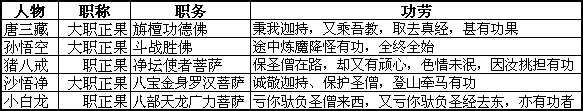 人物 职称 职务 功劳
唐三藏 大职正果 旃檀功德佛 秉我迦持，又乘吾教，取去真经，甚有功果
孙悟空 大职正果 斗战胜佛 途中炼魔降怪有功，全终全始
猪八戒 职正果 净坛使者菩萨 保圣僧在路，却又有顽心，色情未泯，因汝挑担有功
沙悟净 大职正果 八宝金身罗汉菩萨 诚敬迦持、保护圣僧，登山牵马有功
小白龙 职正果 八部天龙广力菩萨 亏你驮负圣僧来西，又亏你驮负圣经去东，亦有功者